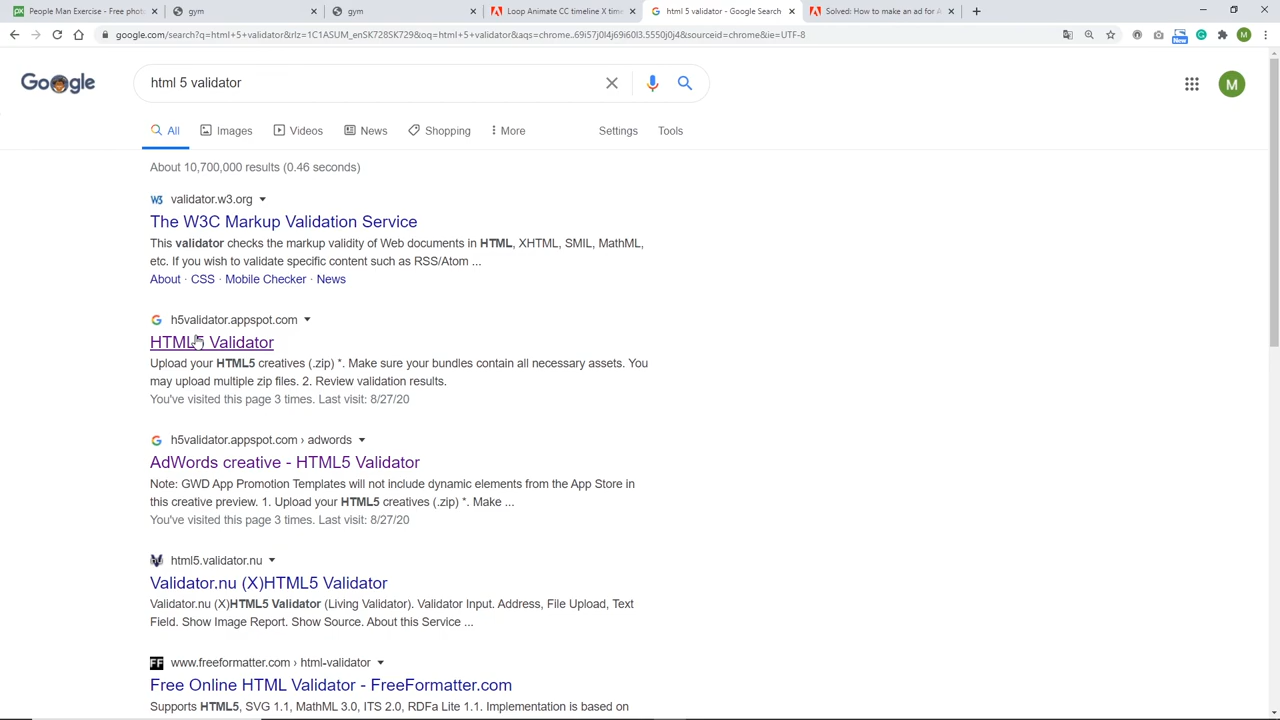 People Man Exercise - Free phot
gym
gym
Loop Animate CC timeline X time
html 5 validator - Google Search
Solved: How to make an ad for A
google.com/search?q=html+5+validator&rlz=1C1ASUM_enSK728SK729&oq=html+5+validator&aqs=chrome..69i57j0l4j69i60l3.5550j0j4&sourceid=chrome&ie=UTF-8
New
M
Google
html 5 validator
M
All
Images
Videos
News
Shopping
More
Settings
Tools
About 10,700,000 results (0.46 seconds)
W3 validator.w3.org
The W3C Markup Validation Service
This validator checks the markup validity of Web documents in HTML, XHTML, SMIL, MathML,
etc. If you wish to validate specific content such as RSS/Atom ...
About · CSS · Mobile Checker · News
h5validator.appspot.com
HTML5 Validator
Upload your HTML5 creatives (.zip) *. Make sure your bundles contain all necessary assets. You
may upload multiple zip files. 2. Review validation results.
You've visited this page 3 times. Last visit: 8/27/20
h5validator.appspot.com › adwords
AdWords creative - HTML5 Validator
Note: GWD App Promotion Templates will not include dynamic elements from the App Store in
this creative preview. 1. Upload your HTML5 creatives (.zip) *. Make ...
You've visited this page 3 times. Last visit: 8/27/20
html5.validator.nu
Validator.nu (X)HTML5 Validator
Validator.nu (X)HTML5 Validator (Living Validator). Validator Input. Address, File Upload, Text
Field. Show Image Report. Show Source. About this Service ...
FF www.freeformatter.com › html-validator
Free Online HTML Validator - FreeFormatter.com
Supports HTML5, SVG 1.1, MathML 3.0, ITS 2.0, RDFa Lite 1.1. Implementation is based on